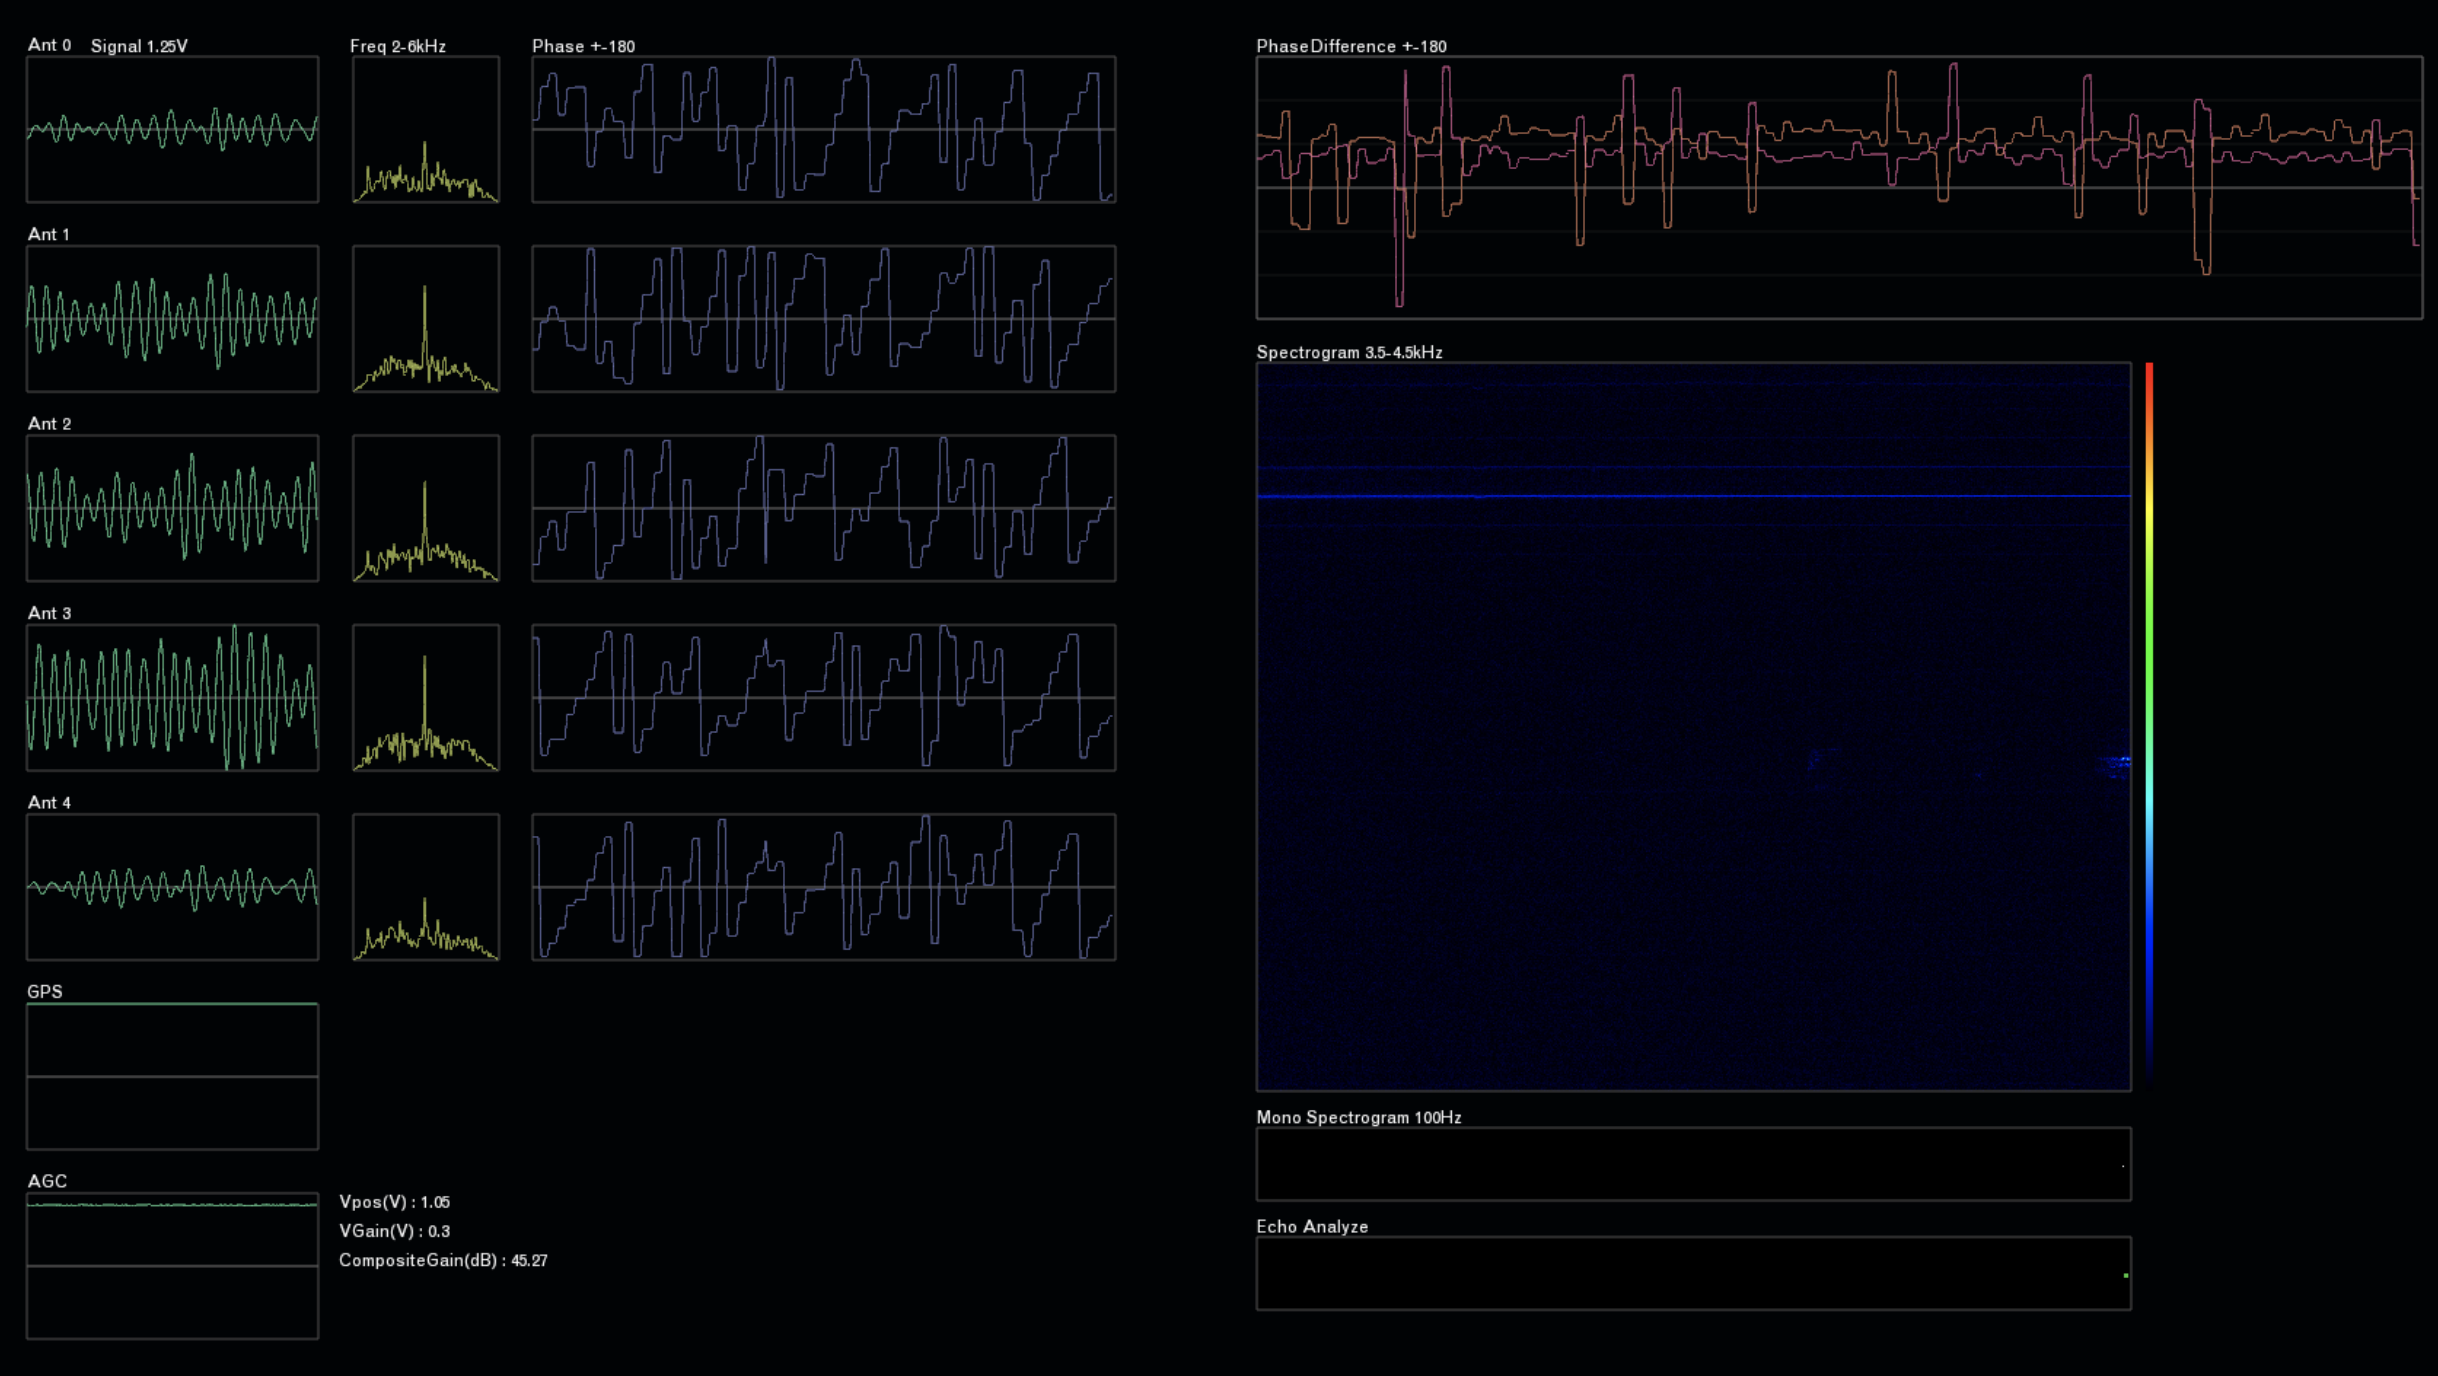 Ant 0 Signal 1.25V
Freq 2-6kHz
Phase +-180
PhaseDifference +-180
Ant 1
Spectrogram 3.5-4.5kHz
Ant 2
Ant 3
Ant 4
GPS
Mono Spectrogram 100Hz
AGC
Vpos(V) : 1.05
VGain(V) : 0.3
CompositeGain(dB) : 45.27
Echo Analyze